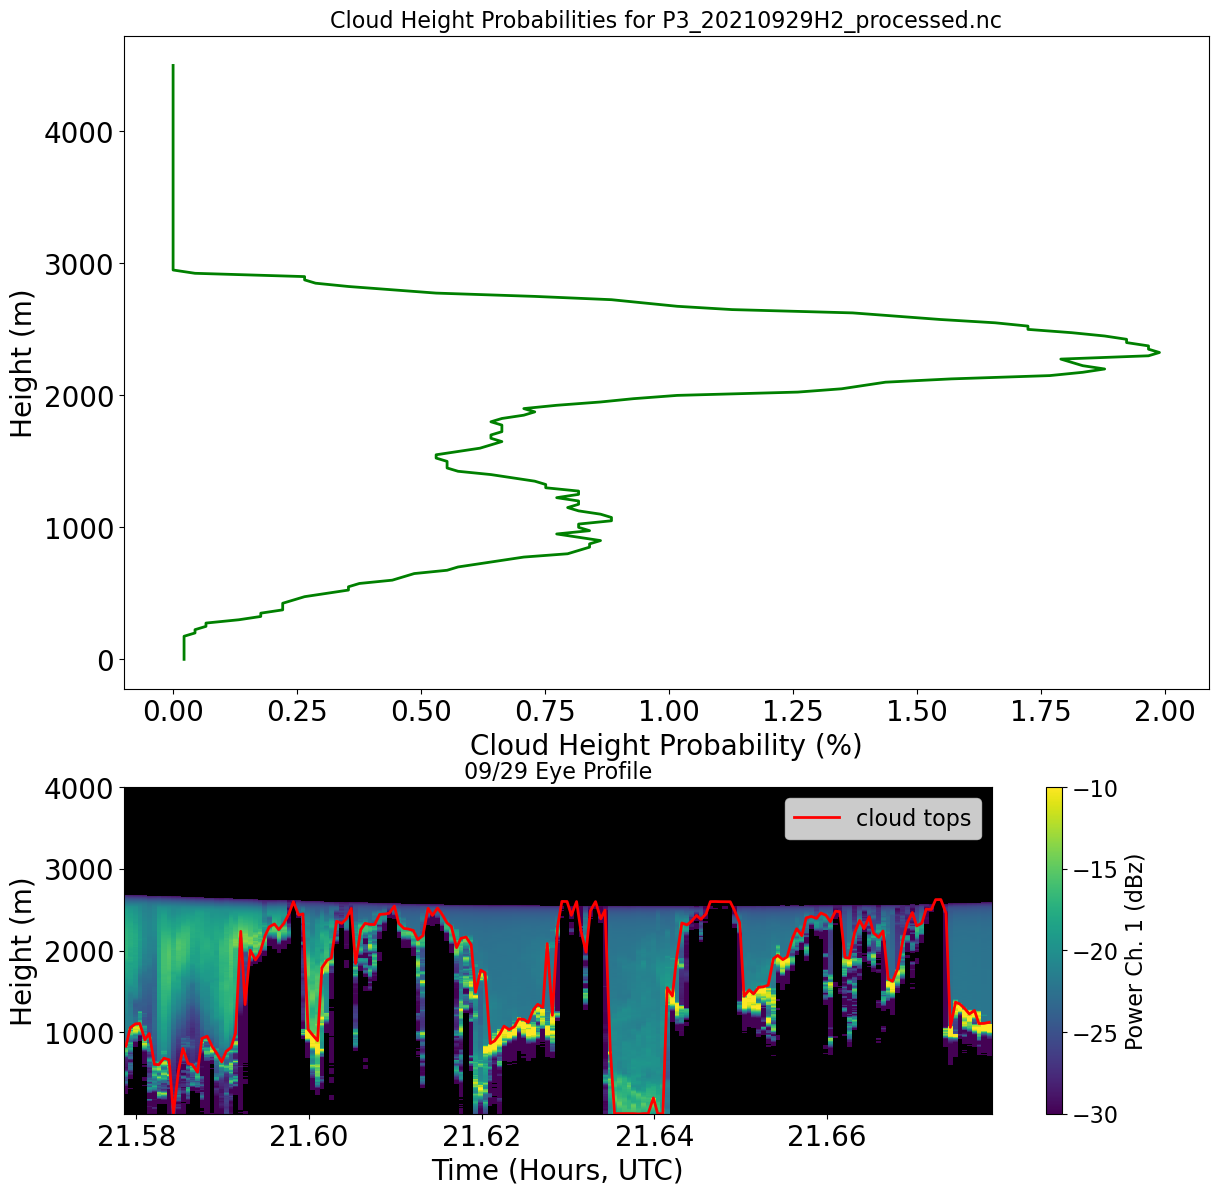 Cloud Height Probabilities for P3_20210929H2_processed.nc
4000
3000
2000
1000
0
Height (m)
0.00 0.25 0.50 0.75 1.00 1.25 1.50 1.75 2.00
Cloud Height Probability (%)
09/29 Eye Profile
4000
3000
2000
1000
Height (m)
cloud tops
21.58 21.60 21.62 21.64 21.66
Time (Hours, UTC)
−10
−15
−20
−25
−30
Power Ch. 1 (dBz)